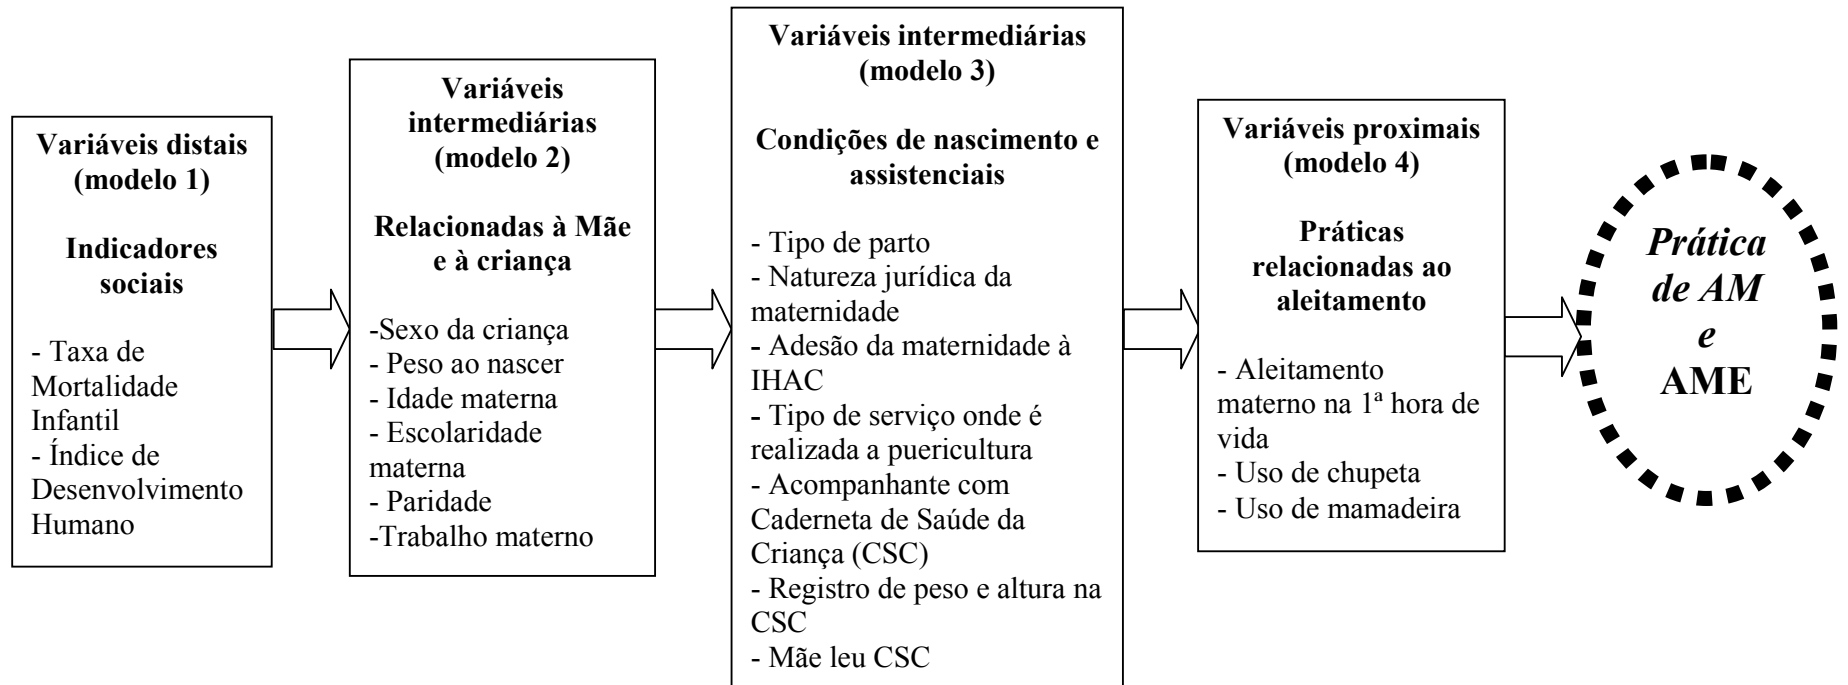 Variáveis distais
(modelo 1)
Indicadores
sociais
- Taxa de
Mortalidade
Infantil
- Índice de
Desenvolvimento
Humano
Variáveis
intermediárias
(modelo 2)
Relacionadas à Mãe
e à criança
-Sexo da criança
- Peso ao nascer
- Idade materna
- Escolaridade
materna
- Paridade
-Trabalho materno
Variáveis intermediárias
(modelo 3)
Condições de nascimento e
assistenciais
- Tipo de parto
- Natureza jurídica da
maternidade
- Adesão da maternidade à
IHAC
- Tipo de serviço onde é
realizada a puericultura
- Acompanhante com
Caderneta de Saúde da
Criança (CSC)
- Registro de peso e altura na
CSC
- Mãe leu CSC
Variáveis proximais
(modelo 4)
Práticas
relacionadas ao
aleitamento
- Aleitamento
materno na 1ª hora de
vida
- Uso de chupeta
- Uso de mamadeira
Prática
de AM
e
AME